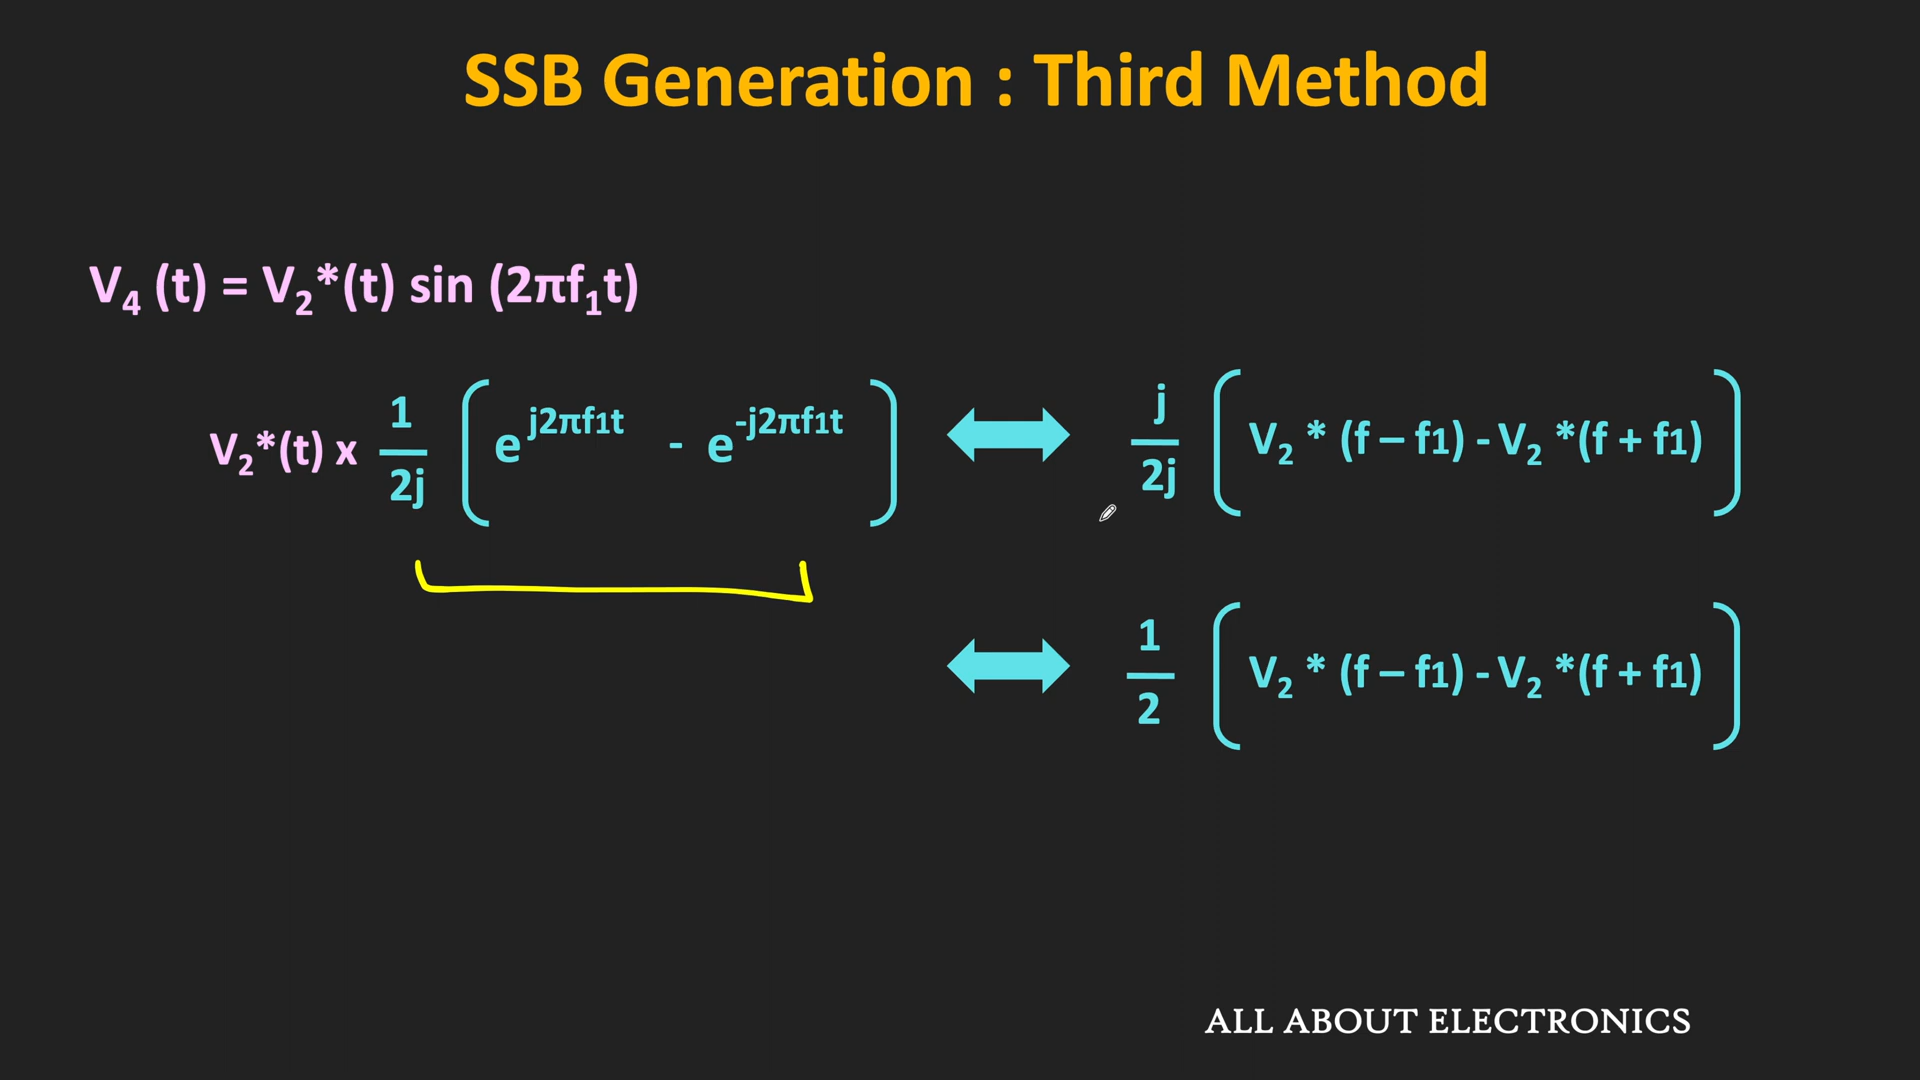 SSB Generation : Third Method
V₄ (t) = V₂*(t) sin (2πf₁t)
V₂*(t) x 1/2j ( e^j2πf1t - e^-j2πf1t ) ⟷ j/2j ( V₂ * (f – f1) - V₂ *(f + f1) )
⟷ 1/2 ( V₂ * (f – f1) - V₂ *(f + f1) )
ALL ABOUT ELECTRONICS